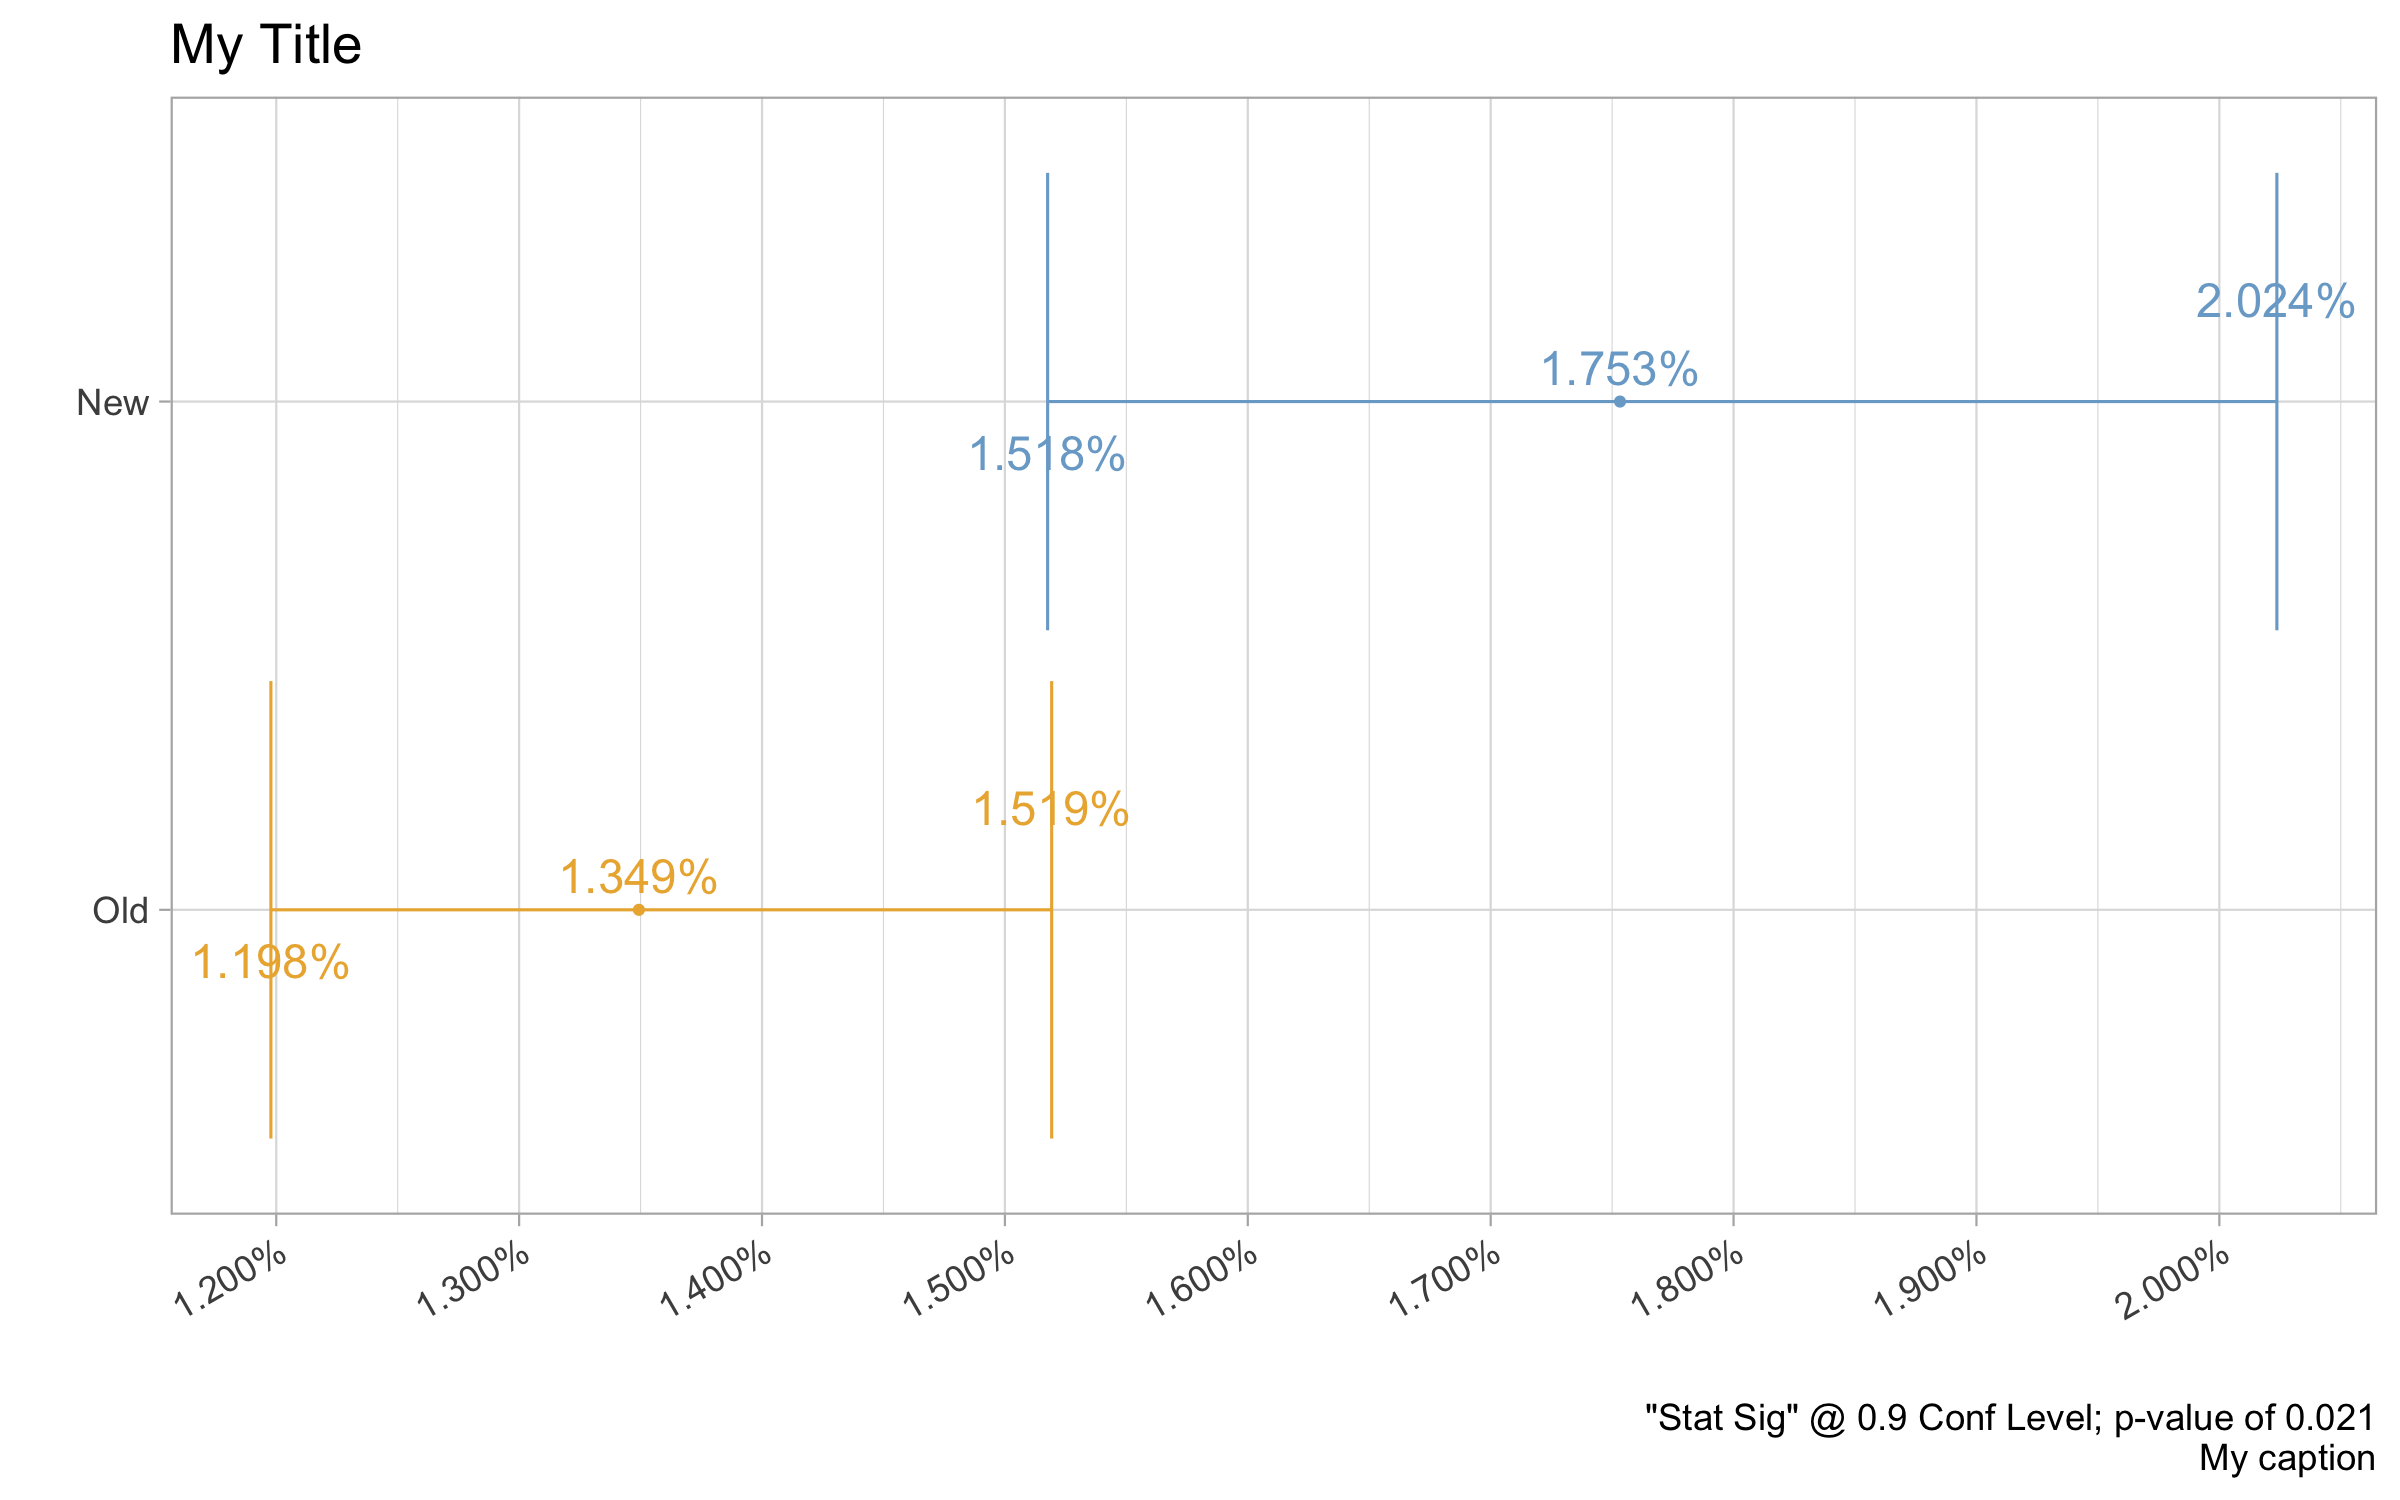 My Title
2.024%
1.753%
New
1.518%
1.519%
1.349%
Old
1.198%
1.200% 1.300% 1.400% 1.500% 1.600% 1.700% 1.800% 1.900% 2.000%
"Stat Sig" @ 0.9 Conf Level; p-value of 0.021
My caption